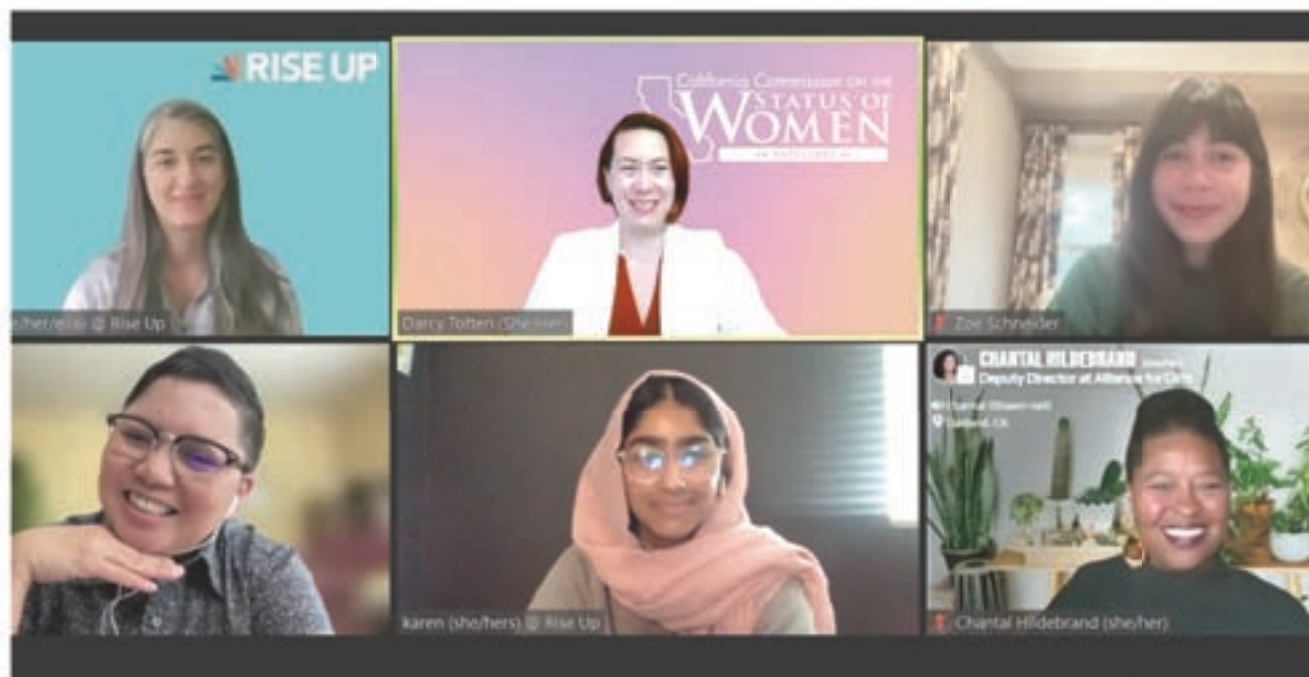 RISE UP
California Commission ON THE
STATUS OF
WOMEN
/her/ella @ Rise Up
Darcy Totten (She/Her)
Zoe Schneider
CHANTAL HILDEBRAND
Deputy Director at Alliance for Girls
Oakland, CA
karen (she/hers) @ Rise Up
Chantal Hildebrand (she/her)